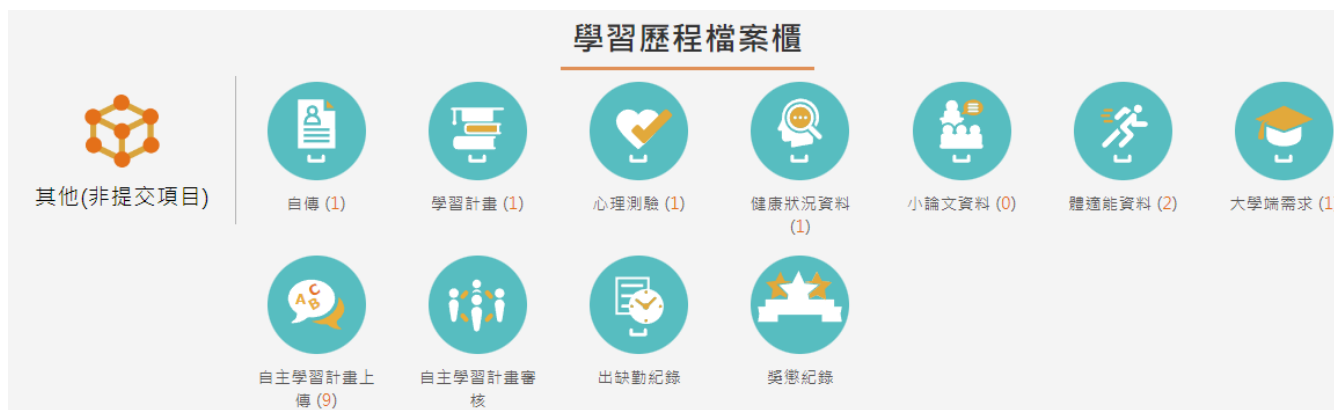 學習歷程檔案櫃
其他(非提交項目)
自傳 (1)
學習計畫 (1)
心理測驗 (1)
健康狀況資料
(1)
小論文資料 (0)
體適能資料 (2)
大學端需求 (1
A C
B
自主學習計畫上
傳 (9)
自主學習計畫審
核
出缺勤紀錄
獎懲紀錄